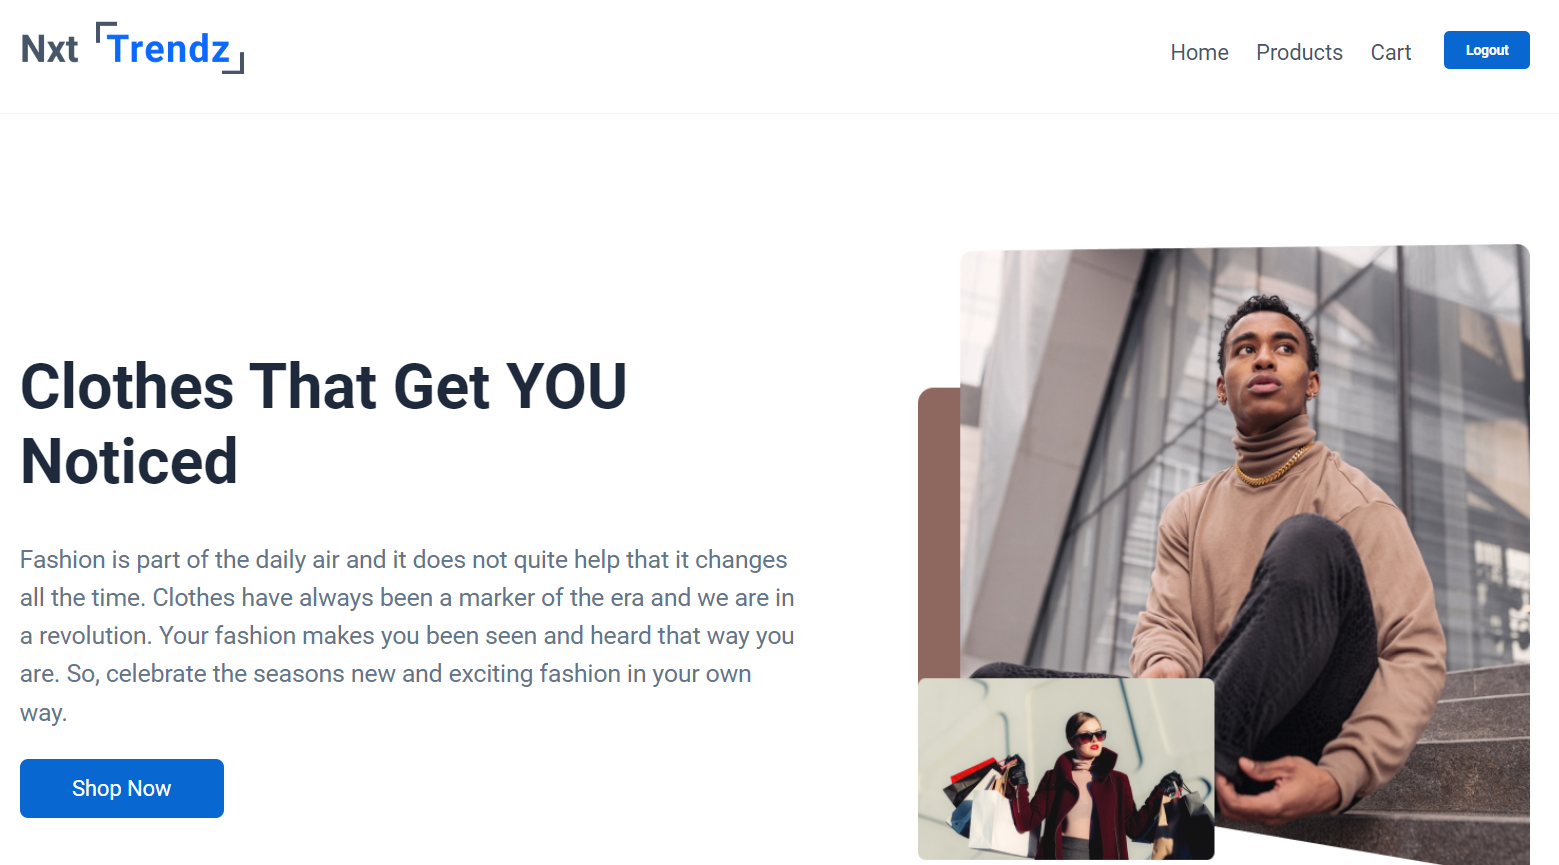 Nxt Trendz
Home Products Cart Logout
Clothes That Get YOU
Noticed
Fashion is part of the daily air and it does not quite help that it changes
all the time. Clothes have always been a marker of the era and we are in
a revolution. Your fashion makes you been seen and heard that way you
are. So, celebrate the seasons new and exciting fashion in your own
way.
Shop Now